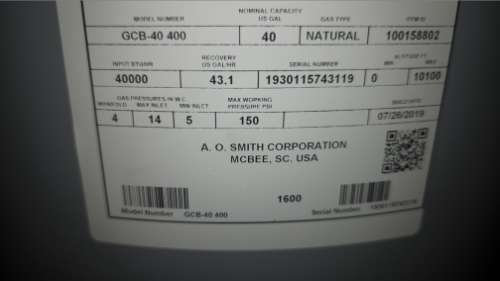 NOMINAL CAPACITY
MODEL NUMBER US GAL GAS TYPE ITEM ID
GCB-40 400 40 NATURAL 100158802
RECOVERY ALTITUDE FT
INPUT BTU/HR US GAL/HR SERIAL NUMBER MIN MAX
40000 43.1 1930115743119 0 10100
GAS PRESSURES IN W.C. MAX WORKING
MANIFOLD MAX INLET MIN INLET PRESSURE PSI
4 14 5 150 07/26/2019
A. O. SMITH CORPORATION
MCBEE, SC. USA
1600
Model Number GCB-40 400 Serial Number